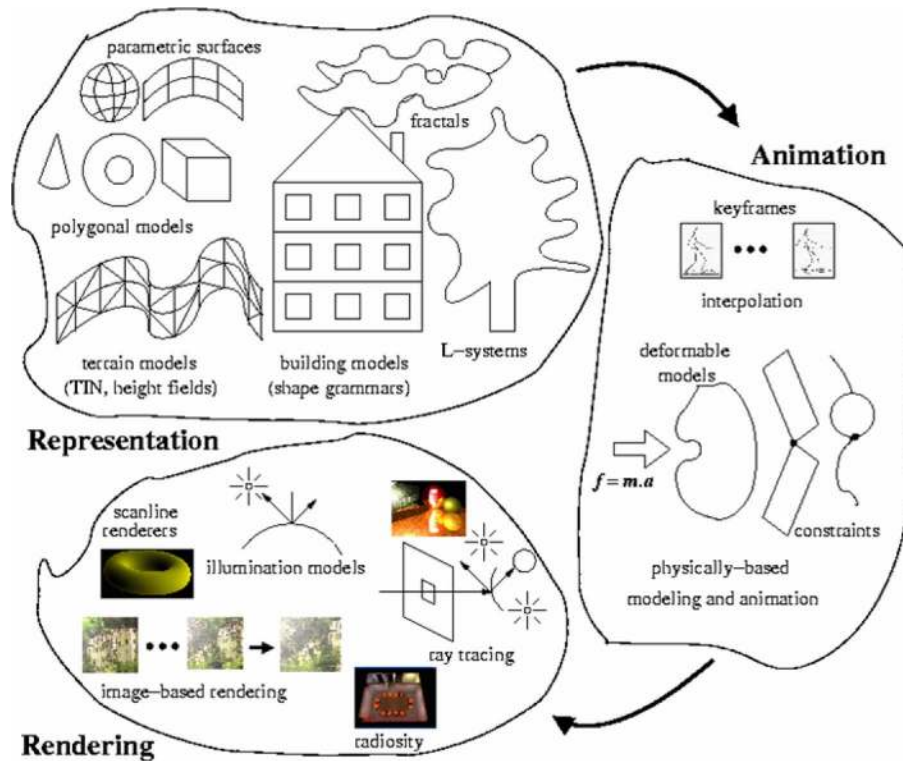 parametric surfaces
fractals
polygonal models
terrain models
(TIN, height fields)
building models
(shape grammars)
L-systems
Representation
Animation
keyframes
interpolation
deformable
models
f = m.a
constraints
physically-based
modeling and animation
scanline
renderers
illumination models
ray tracing
image-based rendering
radiosity
Rendering